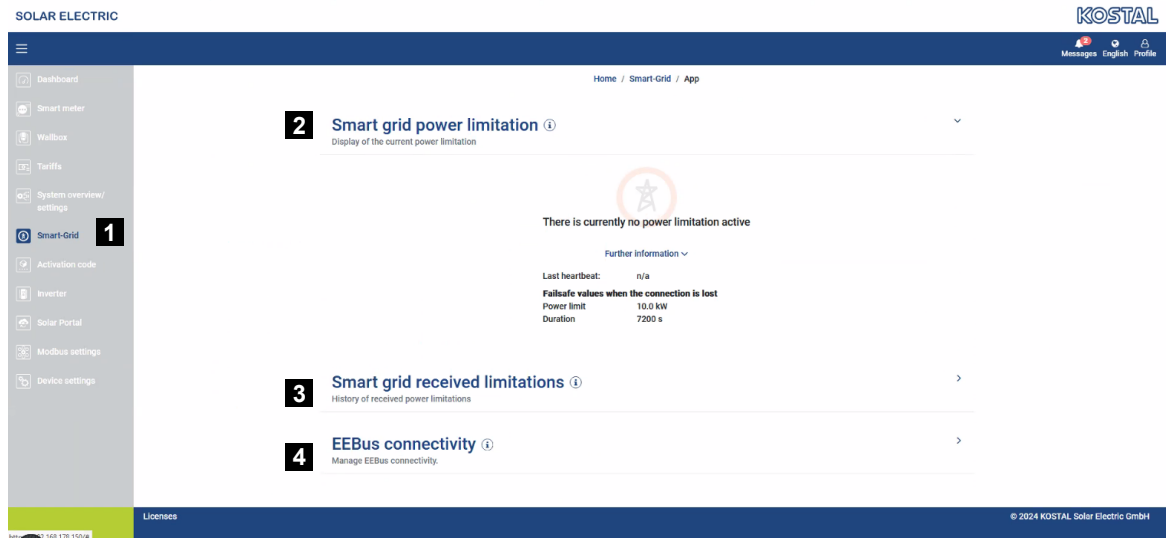 SOLAR ELECTRIC
KOSTAL
2
Messages English Profile
Dashboard
Smart meter
Wallbox
Tariffs
System overview/
settings
Smart-Grid
1
Activation code
Inverter
Solar Portal
Modbus settings
Device settings
Home / Smart-Grid / App
2
Smart grid power limitation
Display of the current power limitation
There is currently no power limitation active
Further information
Last heartbeat: n/a
Failsafe values when the connection is lost
Power limit 10.0 kW
Duration 7200 s
3
Smart grid received limitations
History of received power limitations
4
EEBus connectivity
Manage EEBus connectivity.
Licenses
© 2024 KOSTAL Solar Electric GmbH